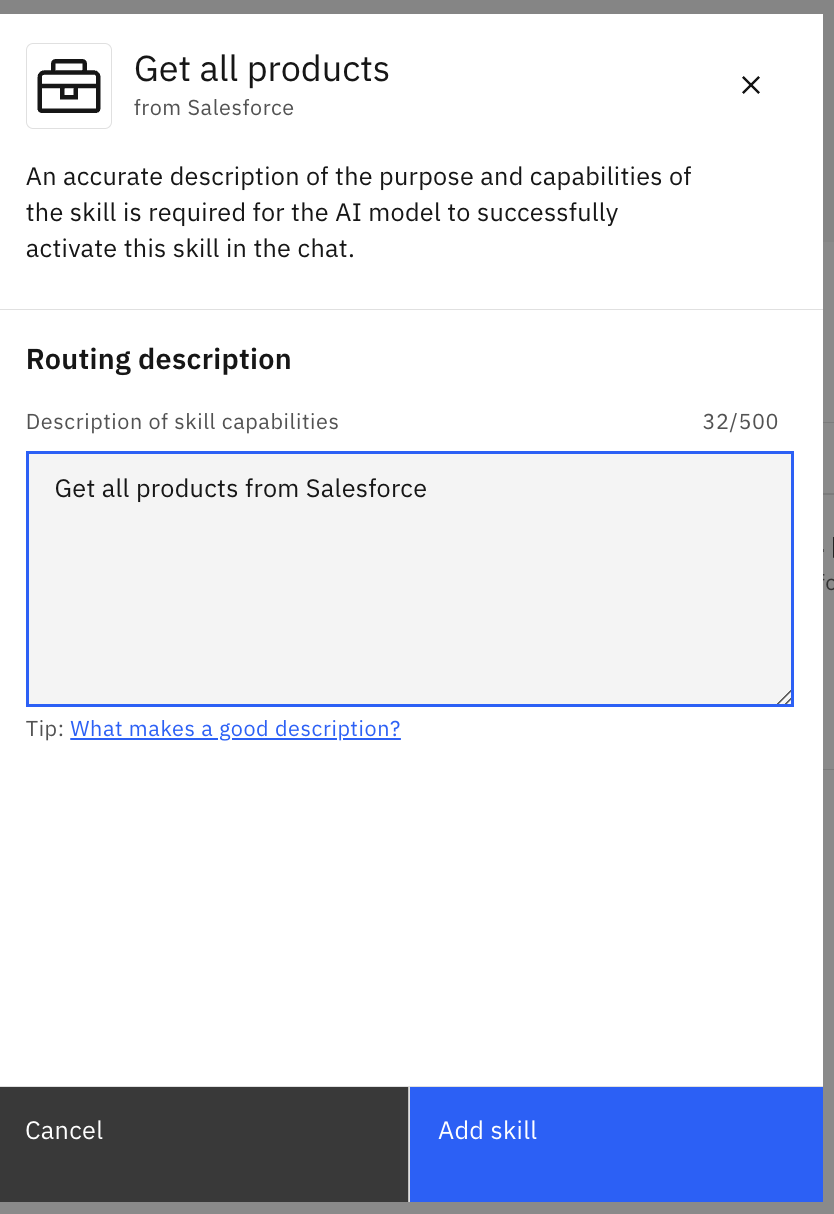 Get all products
from Salesforce
An accurate description of the purpose and capabilities of
the skill is required for the AI model to successfully
activate this skill in the chat.
Routing description
Description of skill capabilities 32/500
Get all products from Salesforce
Tip: What makes a good description?
Cancel Add skill